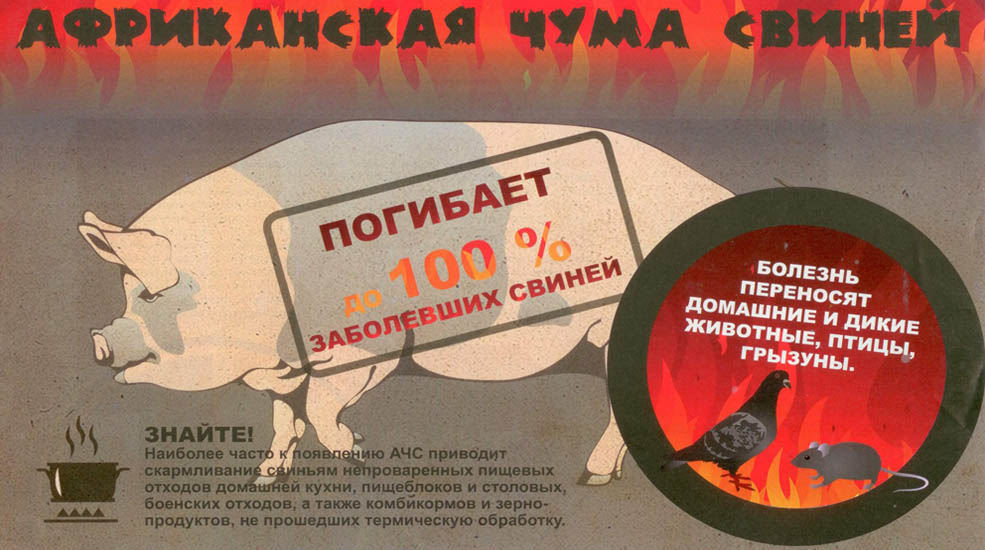 АФРИКАНСКАЯ ЧУМА СВИНЕЙ
ПОГИБАЕТ
до 100 %
ЗАБОЛЕВШИХ СВИНЕЙ
БОЛЕЗНЬ
ПЕРЕНОСЯТ
ДОМАШНИЕ И ДИКИЕ
ЖИВОТНЫЕ, ПТИЦЫ,
ГРЫЗУНЫ.
ЗНАЙТЕ!
Наиболее часто к появлению АЧС приводит
скармливание свиньям непроваренных пищевых
отходов домашней кухни, пищеблоков и столовых,
боенских отходов, а также комбикормов и зерно-
продуктов, не прошедших термическую обработку.